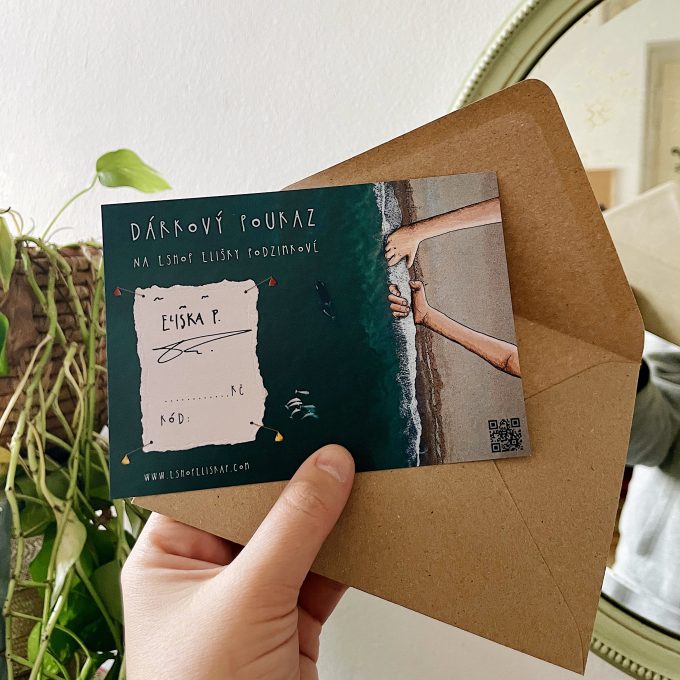 DÁRKOVÝ POUKAZ
NA ESHOP ELIŠKY PODZIMKOVÉ
ELIŠKA P.
............KČ
KÓD:
WWW.ESHOPELISKAP.COM